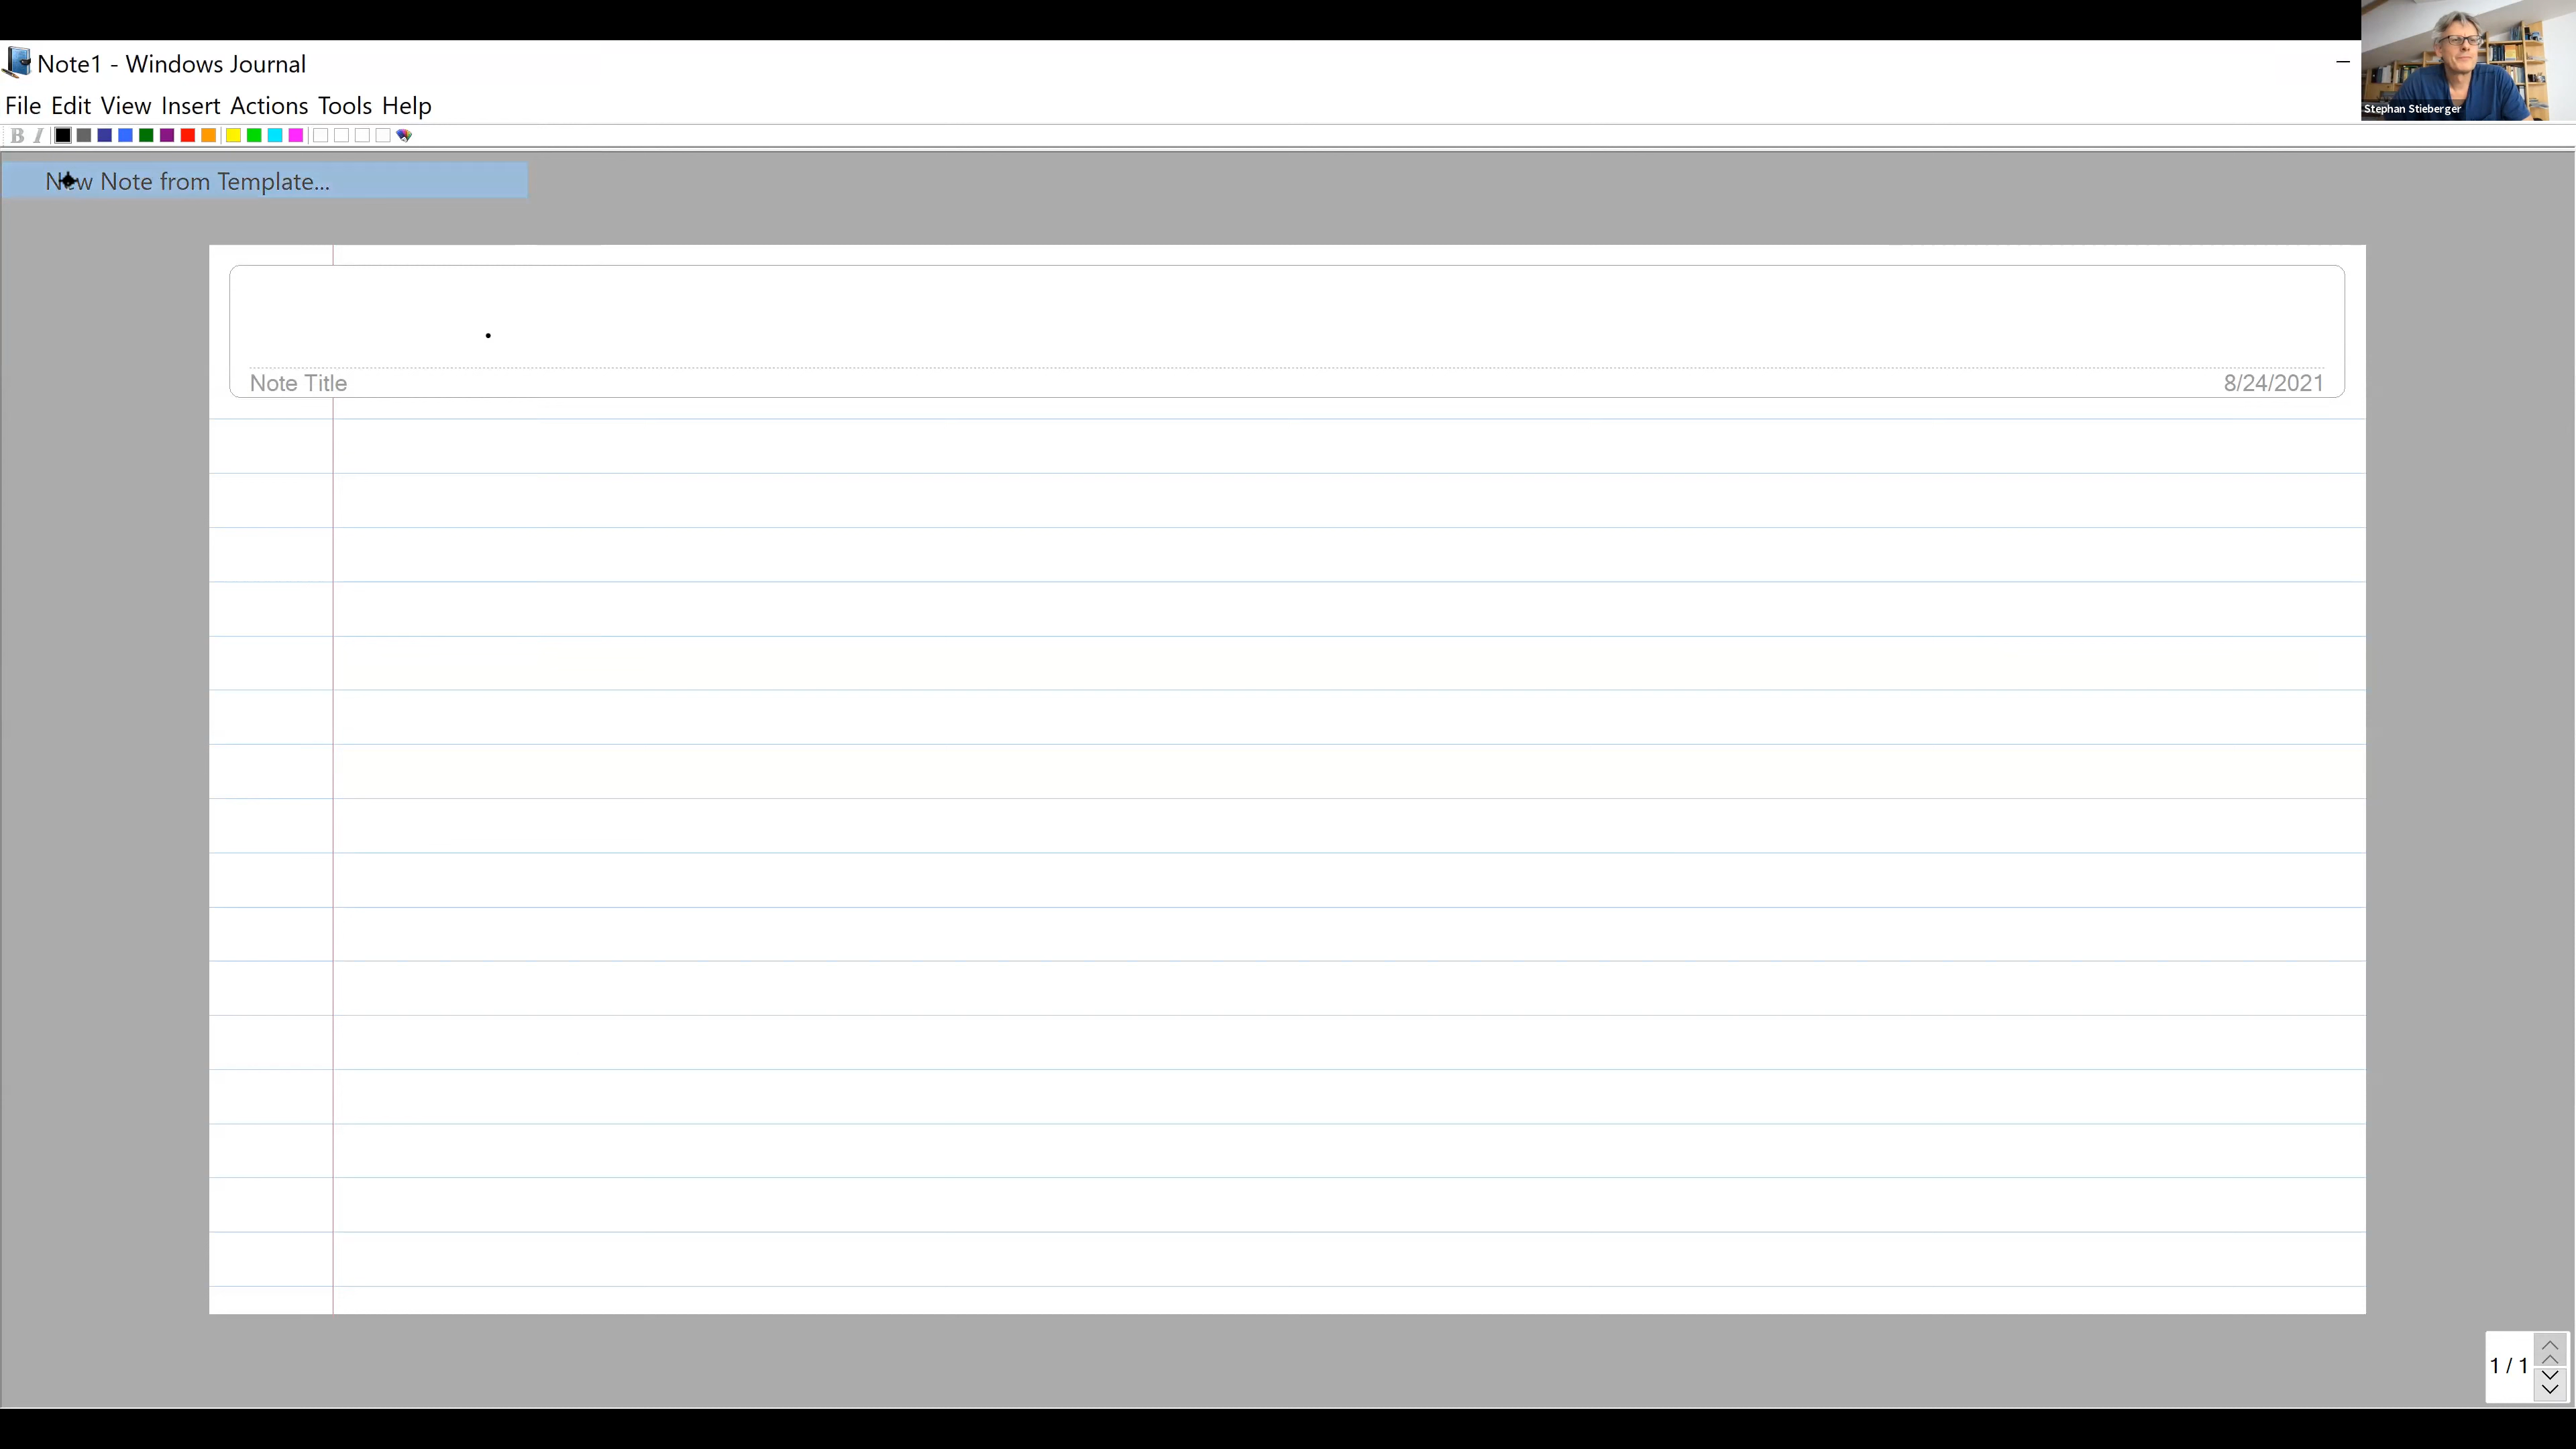 Note1 - Windows Journal
Stephan Stieberger
File Edit View Insert Actions Tools Help
B I
New Note from Template...
Note Title
8/24/2021
1 / 1